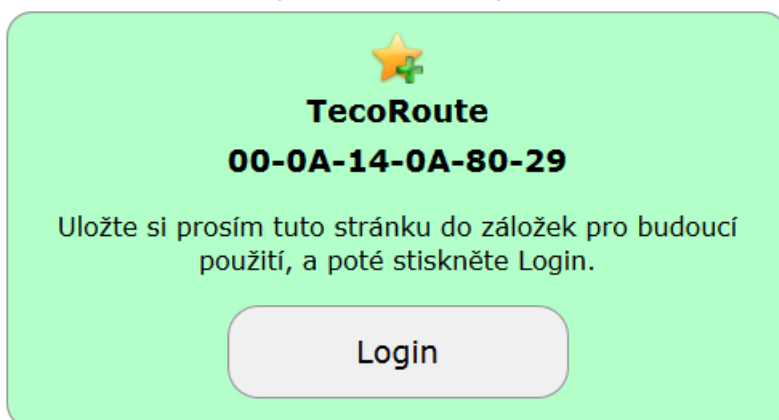 TecoRoute
00-0A-14-0A-80-29
Uložte si prosím tuto stránku do záložek pro budoucí
použití, a poté stiskněte Login.
Login